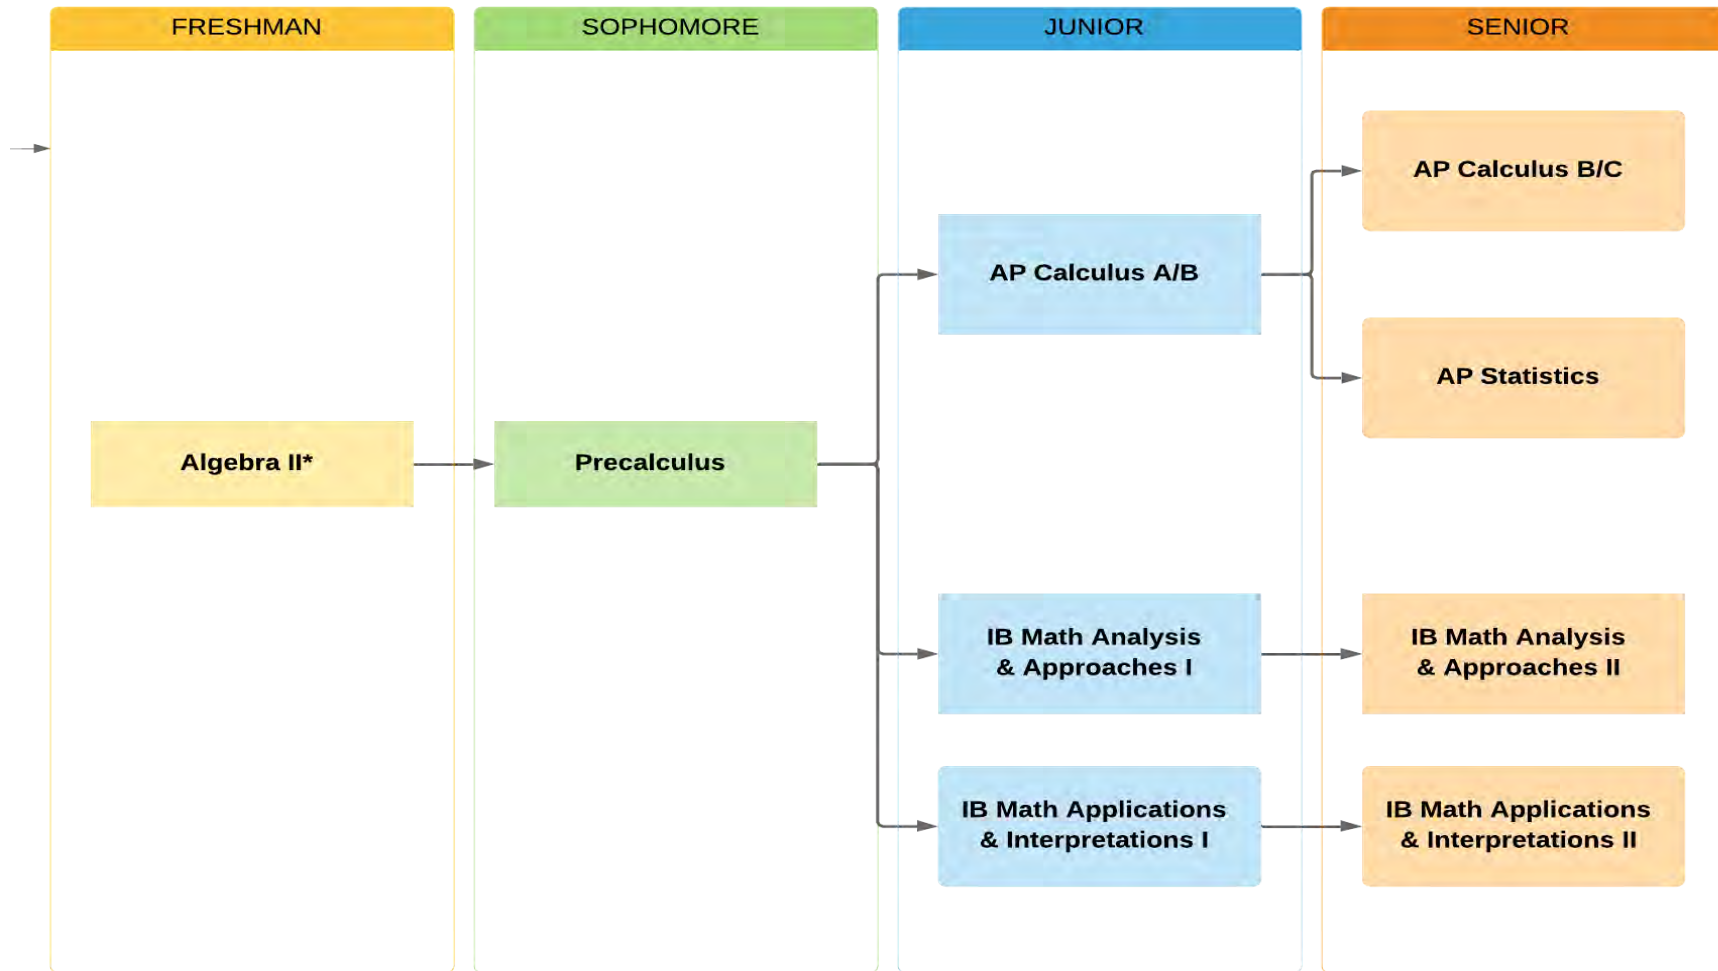 FRESHMAN
SOPHOMORE
JUNIOR
SENIOR
AP Calculus B/C
AP Calculus A/B
AP Statistics
Algebra II*
Precalculus
IB Math Analysis
& Approaches I
IB Math Analysis
& Approaches II
IB Math Applications
& Interpretations I
IB Math Applications
& Interpretations II